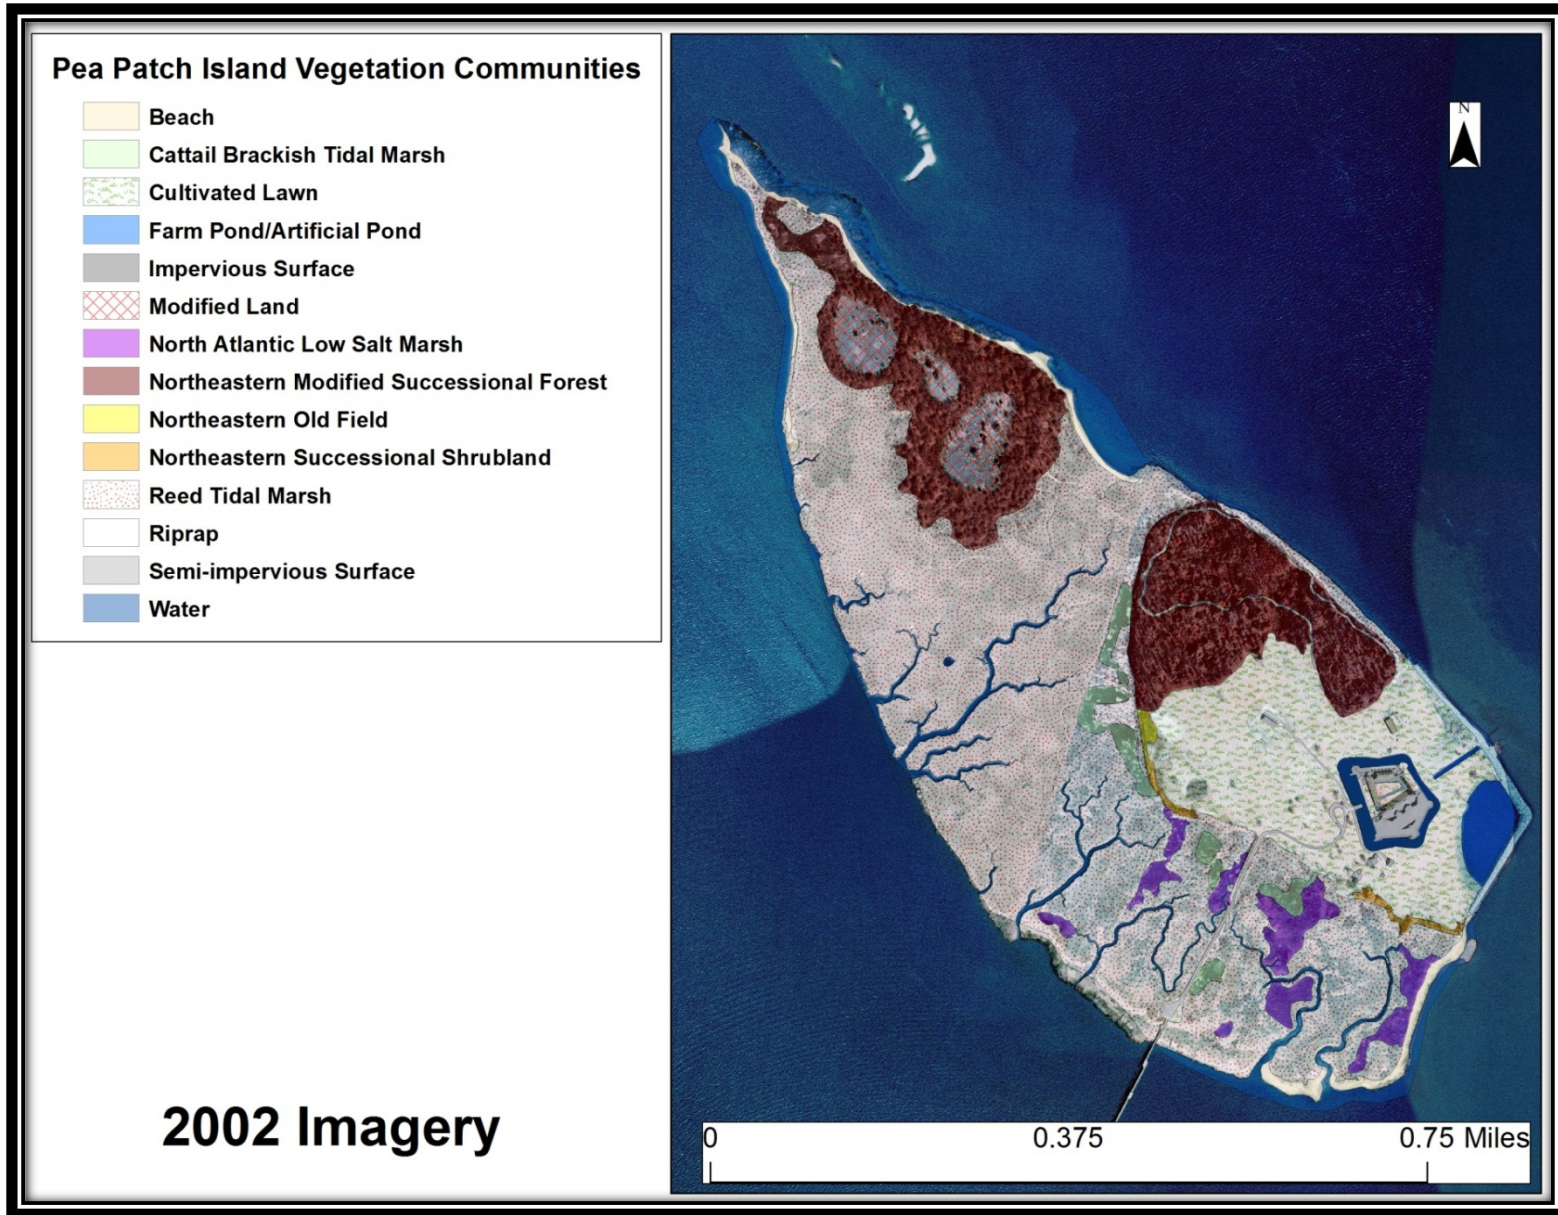 Pea Patch Island Vegetation Communities
Beach
Cattail Brackish Tidal Marsh
Cultivated Lawn
Farm Pond/Artificial Pond
Impervious Surface
Modified Land
North Atlantic Low Salt Marsh
Northeastern Modified Successional Forest
Northeastern Old Field
Northeastern Successional Shrubland
Reed Tidal Marsh
Riprap
Semi-impervious Surface
Water
N
2002 Imagery
0 0.375 0.75 Miles